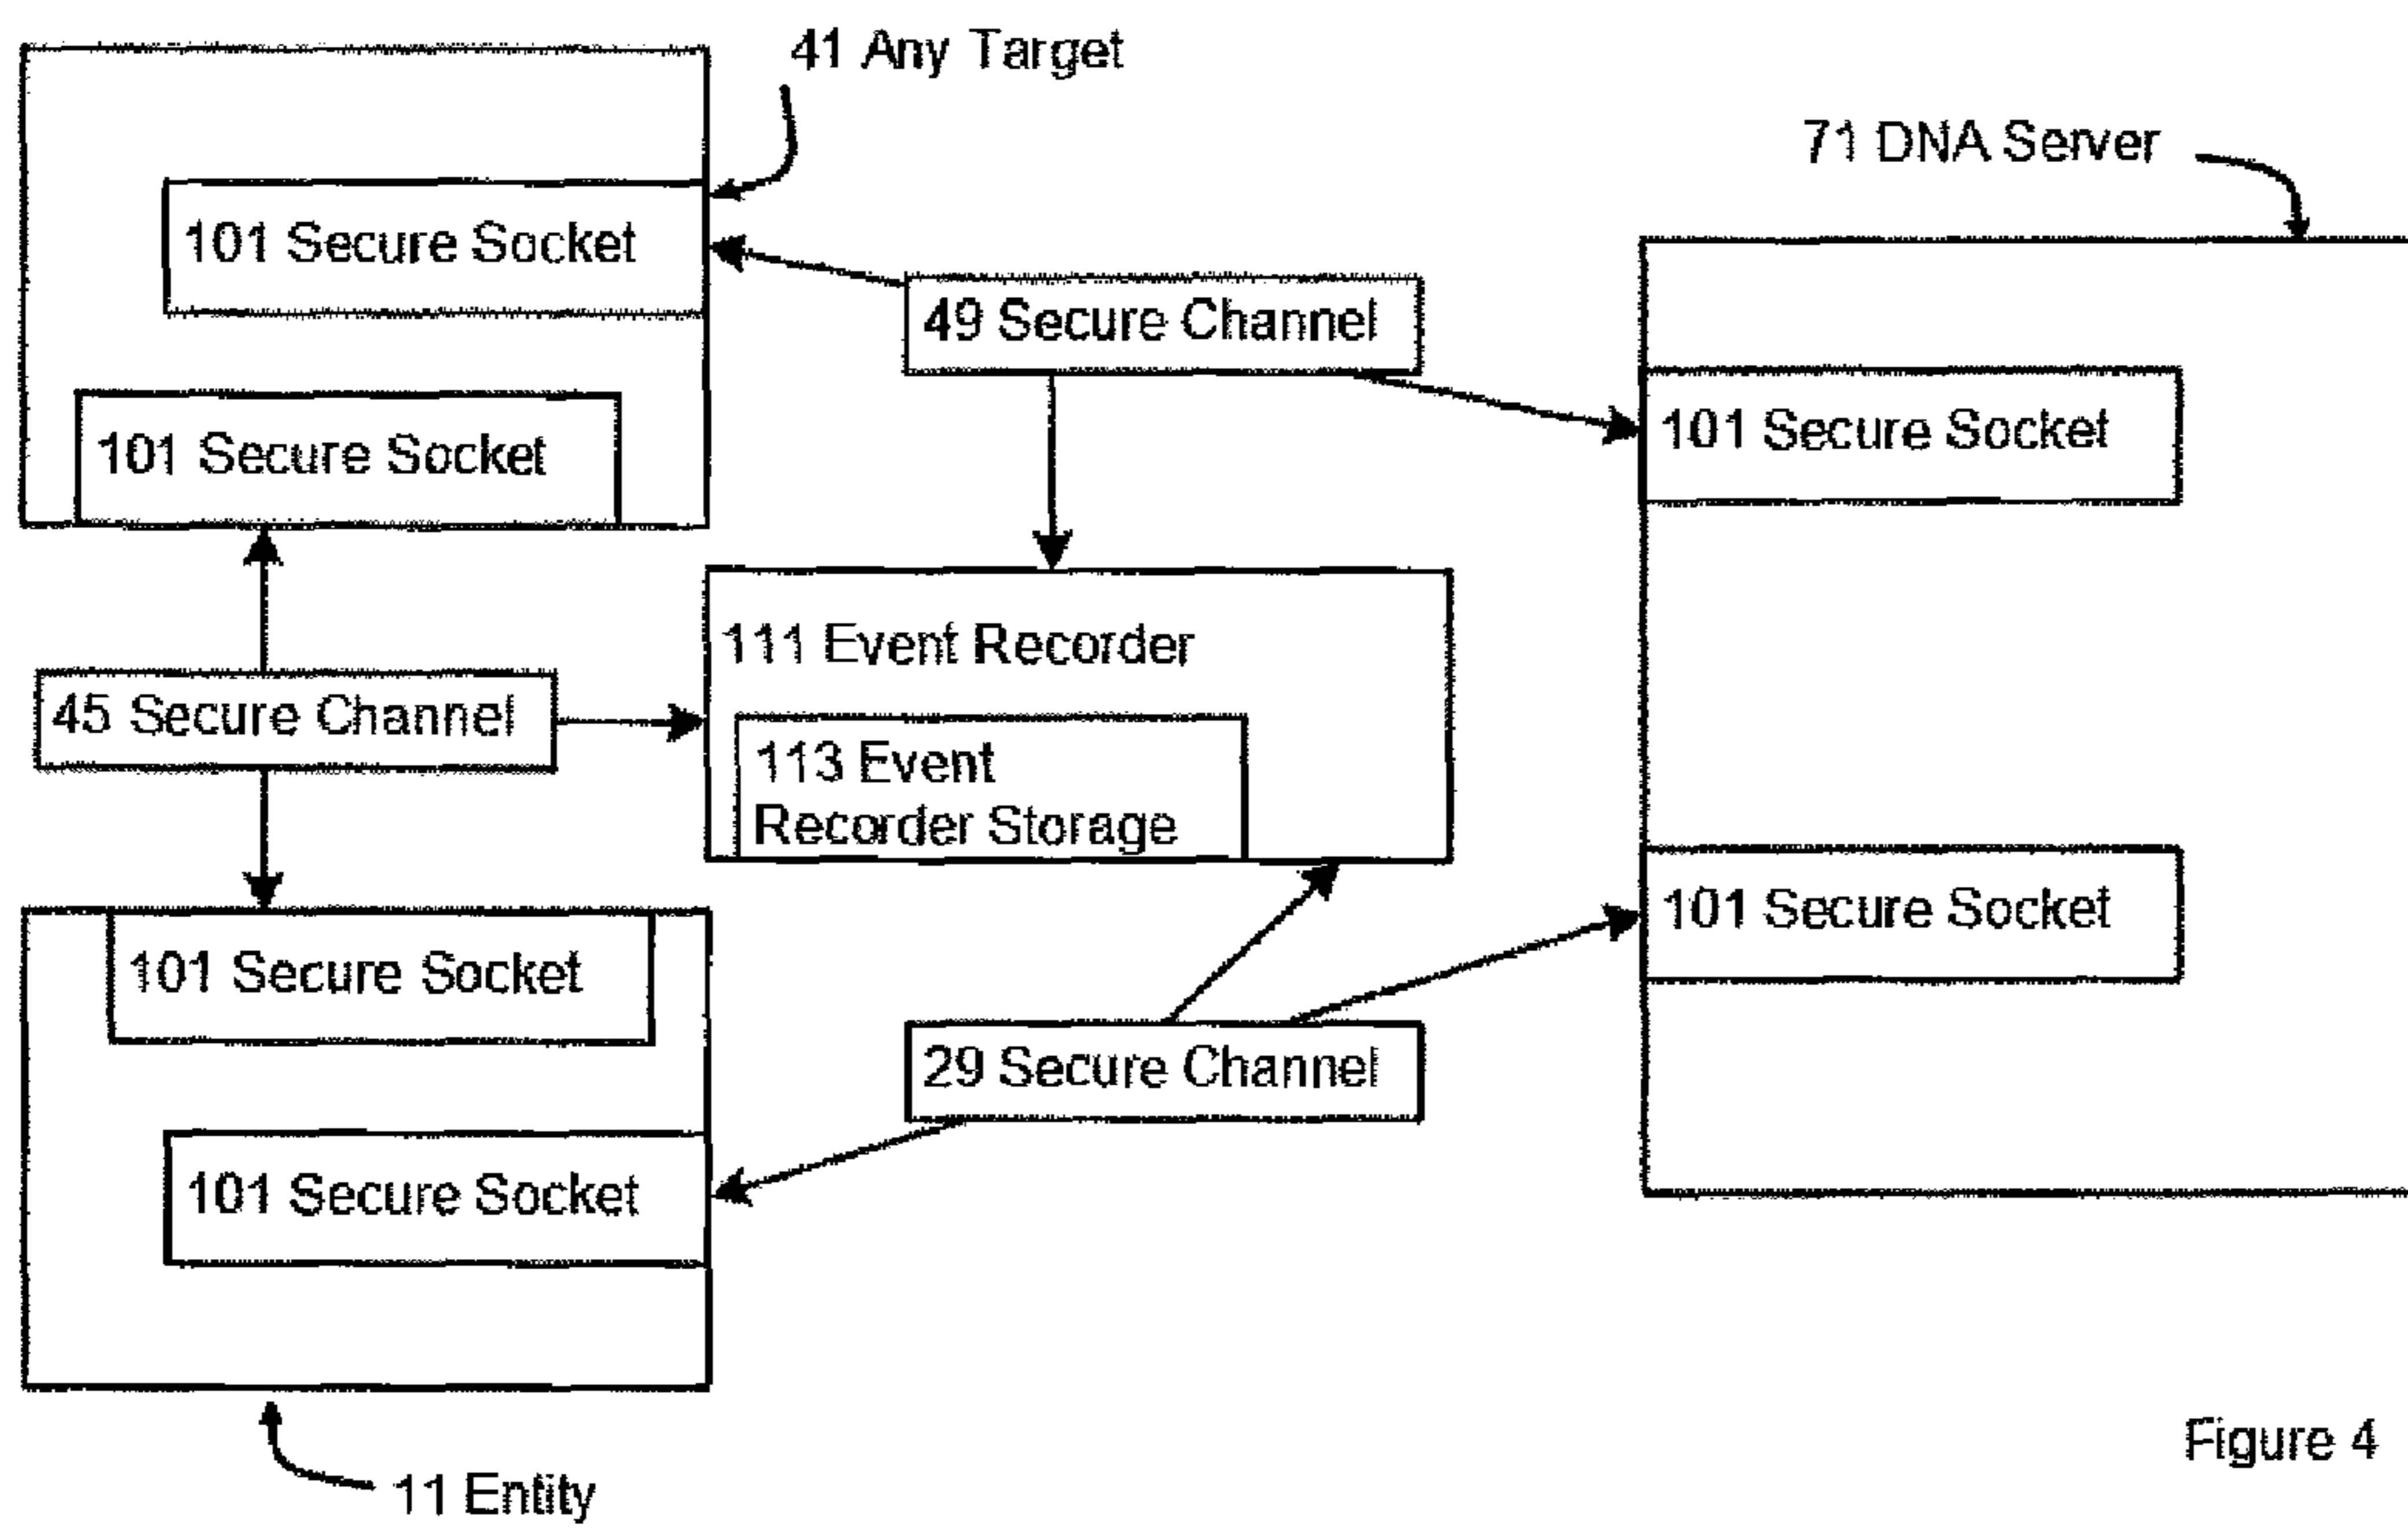 41 Any Target
71 DNA Server
101 Secure Socket
49 Secure Channel
101 Secure Socket
101 Secure Socket
111 Event Recorder
45 Secure Channel
113 Event
Recorder Storage
101 Secure Socket
101 Secure Socket
29 Secure Channel
101 Secure Socket
11 Entity
Figure 4